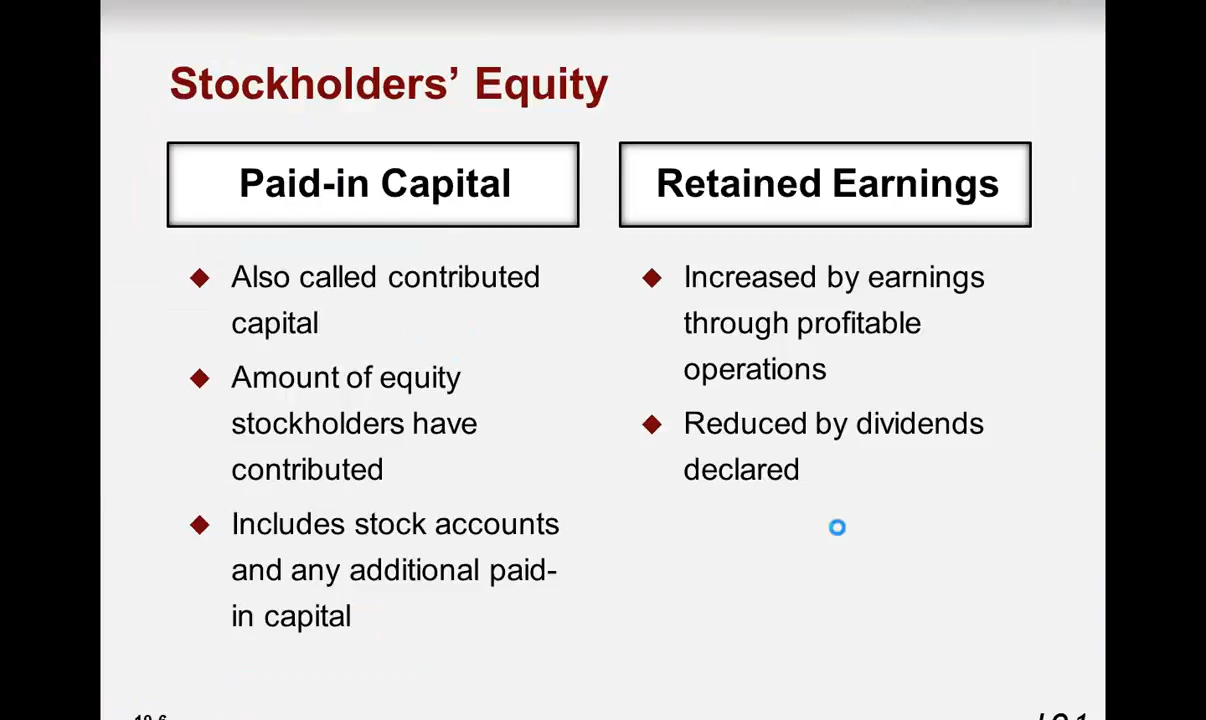 Stockholders’ Equity
Paid-in Capital
Also called contributed
capital
Amount of equity
stockholders have
contributed
Includes stock accounts
and any additional paid-
in capital
Retained Earnings
Increased by earnings
through profitable
operations
Reduced by dividends
declared